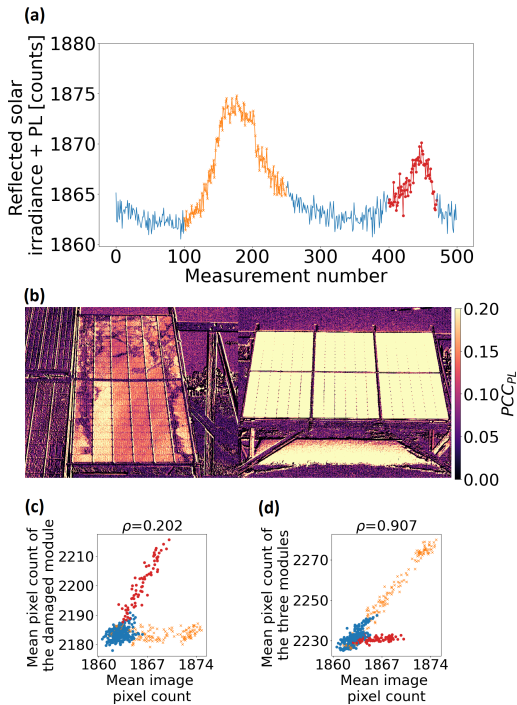 (a)
1880
1875
1870
1865
1860
Reflected solar
irradiance + PL [counts]
0
100
200
300
400
500
Measurement number
(b)
0.20
0.15
0.10
0.05
0.00
PCC_PL
(c)
ρ=0.202
Mean pixel count of
the damaged module
2210
2200
2190
2180
1860
1867
1874
Mean image
pixel count
(d)
ρ=0.907
Mean pixel count of
the three modules
2270
2250
2230
1860
1867
1874
Mean image
pixel count